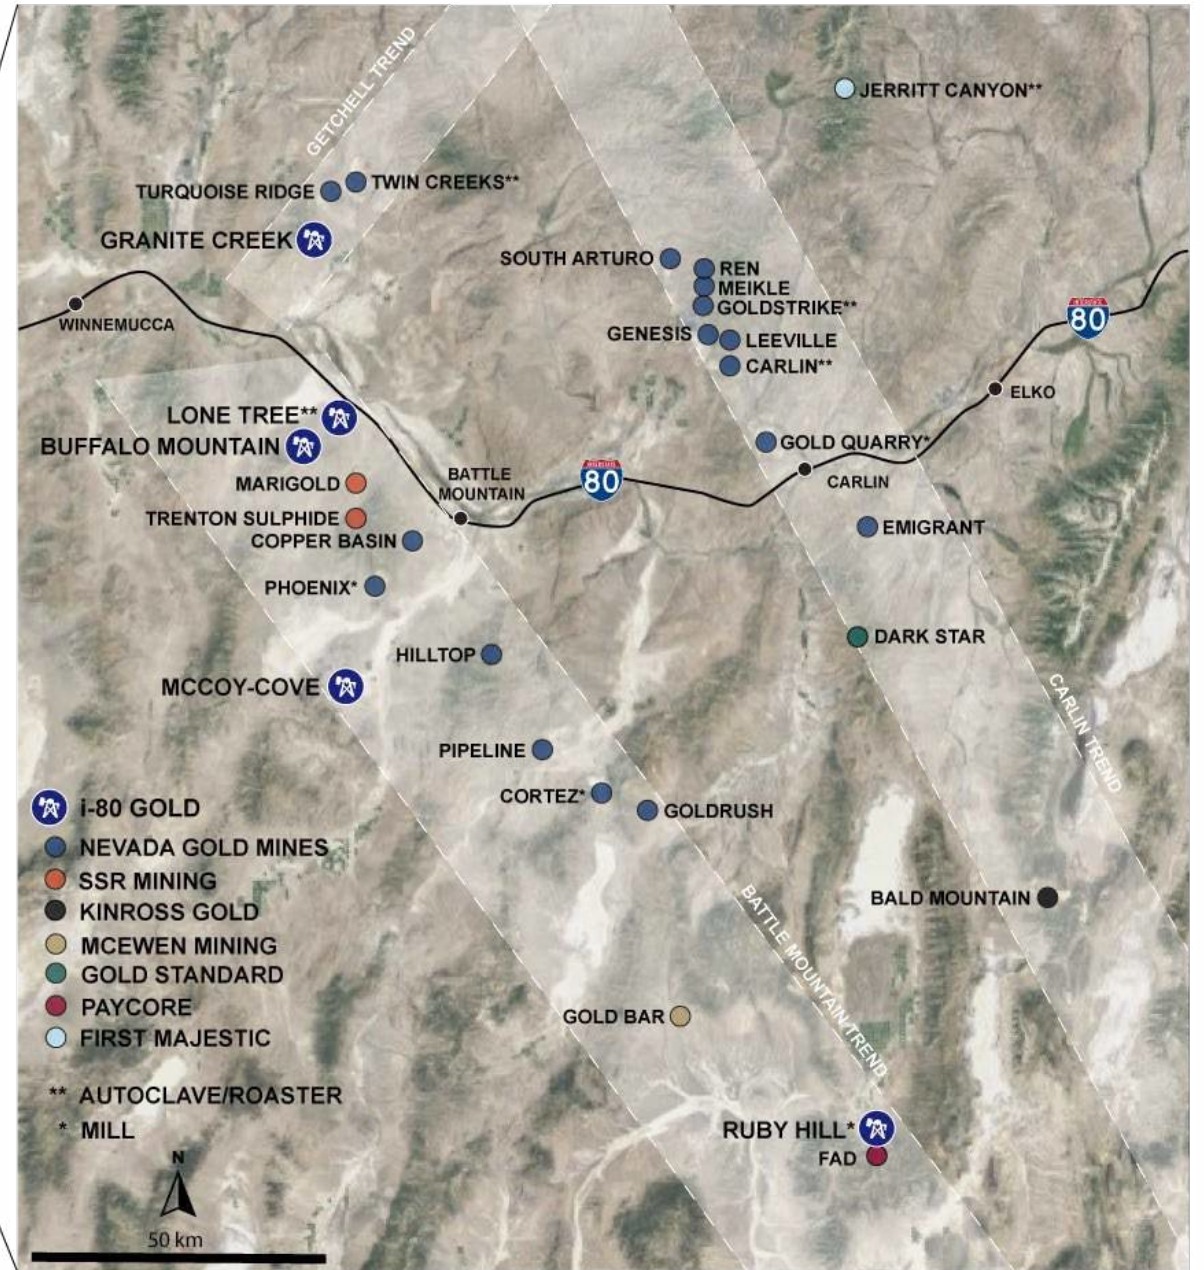 GETCHELL TREND
JERRITT CANYON**
TWIN CREEKS**
TURQUOISE RIDGE
GRANITE CREEK
SOUTH ARTURO
REN
MEIKLE
GOLDSTRIKE**
WINNEMUCCA
80
GENESIS
LEEVILLE
CARLIN**
ELKO
LONE TREE**
BUFFALO MOUNTAIN
GOLD QUARRY*
BATTLE
MOUNTAIN
80
CARLIN
MARIGOLD
TRENTON SULPHIDE
COPPER BASIN
EMIGRANT
PHOENIX*
DARK STAR
HILLTOP
MCCOY-COVE
CARLIN TREND
PIPELINE
CORTEZ*
GOLDRUSH
BATTLE MOUNTAIN TREND
BALD MOUNTAIN
GOLD BAR
RUBY HILL*
FAD
i-80 GOLD
NEVADA GOLD MINES
SSR MINING
KINROSS GOLD
MCEWEN MINING
GOLD STANDARD
PAYCORE
FIRST MAJESTIC
** AUTOCLAVE/ROASTER
* MILL
N
50 km